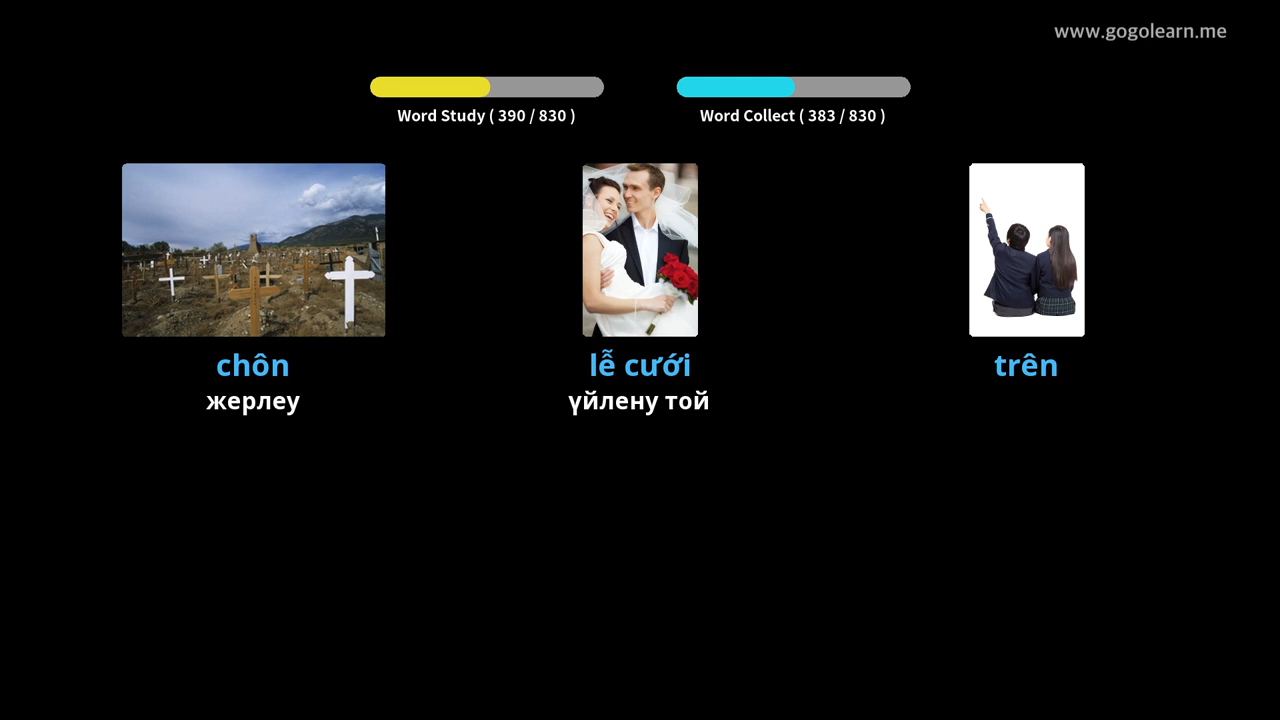 www.gogolearn.me
Word Study ( 390 / 830 )
Word Collect ( 383 / 830 )
chôn
жерлеу
lễ cưới
үйлену той
trên